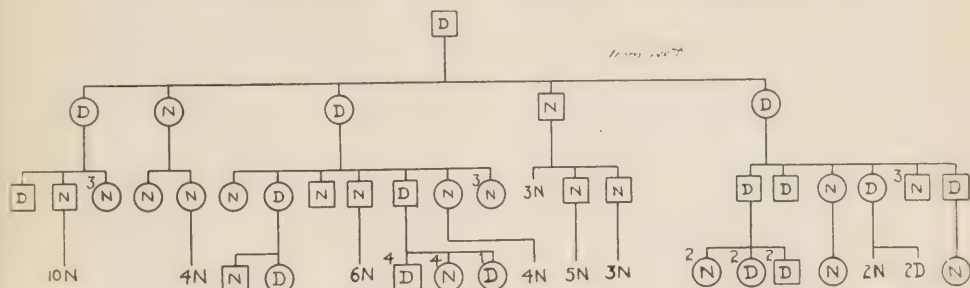 D
D N D N D
D N 3 N N N N D N N D N 3 N 3N N N D D N D 3 N D
10N 4N N D 6N 4 D 4 N D 4N 5N 3N 2 N 2 D 2 D N 2N 2D N